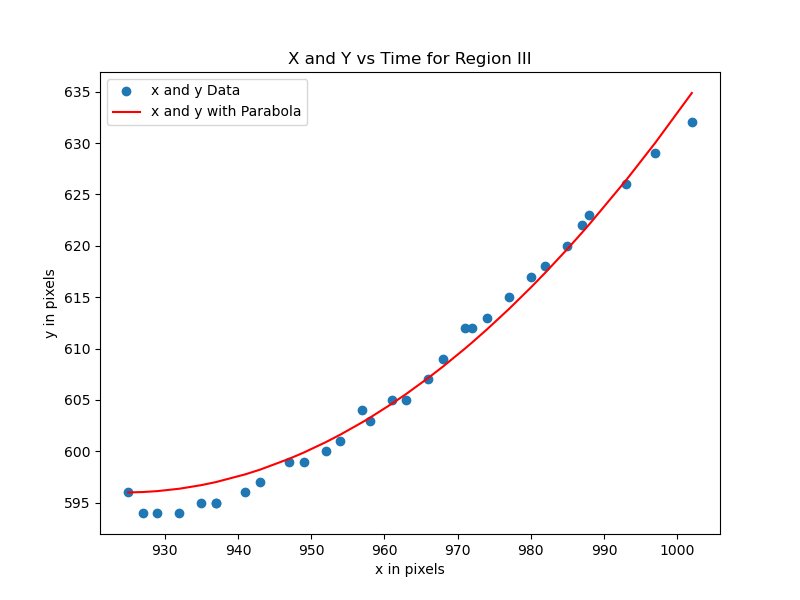 X and Y vs Time for Region III
x and y Data
x and y with Parabola
y in pixels
635
630
625
620
615
610
605
600
595
930 940 950 960 970 980 990 1000
x in pixels